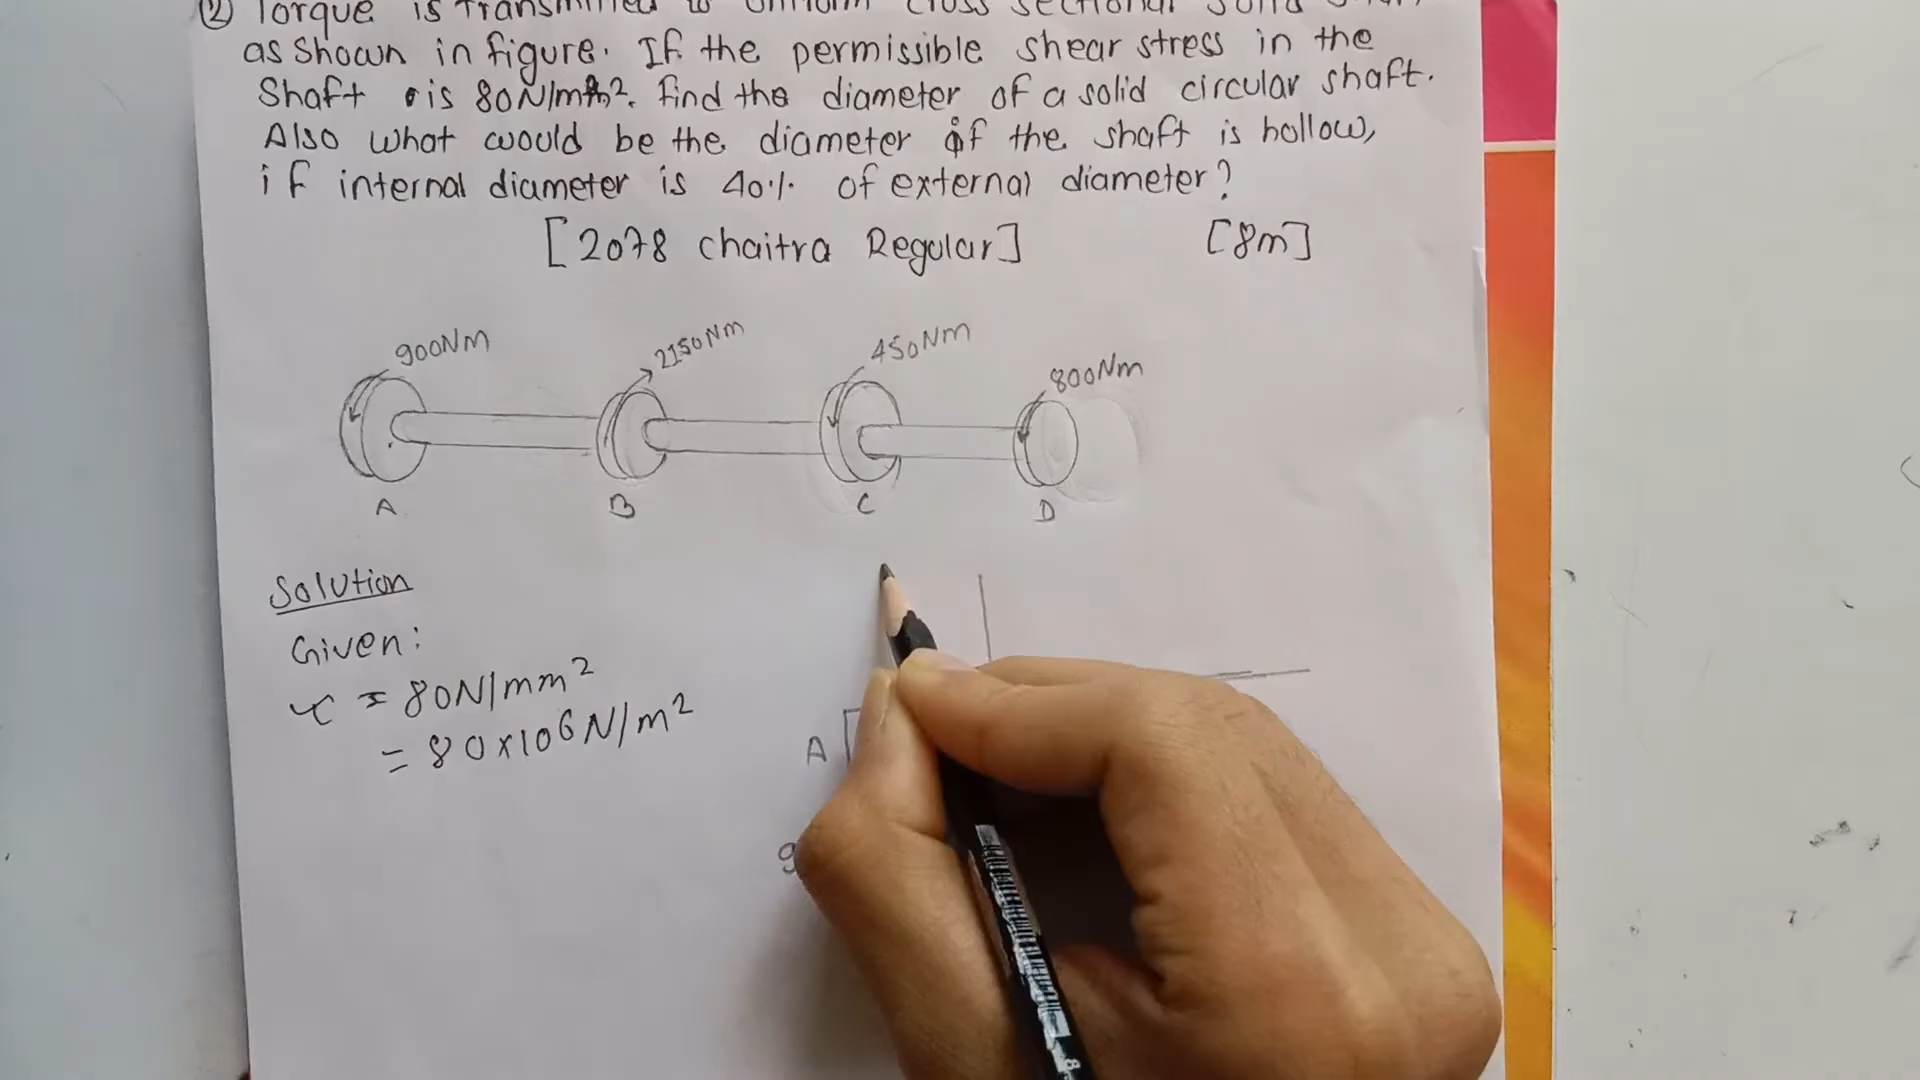 ② Torque is Transmitted to uniform cross sectional solid shaft
as shown in figure. If the permissible shear stress in the
shaft is 80N/mm². Find the diameter of a solid circular shaft.
Also what would be the diameter if the shaft is hollow,
if internal diameter is 40% of external diameter?
[2078 chaitra Regular] [8m]
900Nm 2150Nm 450Nm 800Nm
A B C D
Solution
Given:
τ = 80N/mm²
= 80×10⁶N/m²
A
9